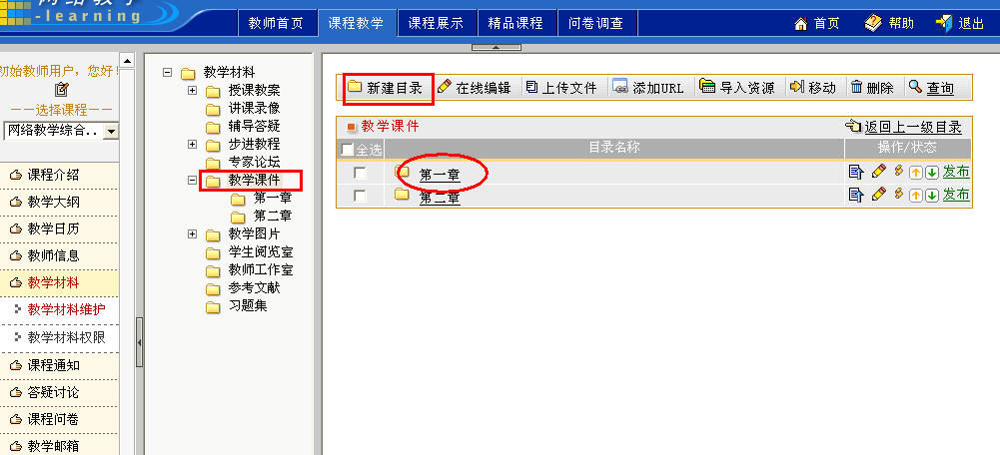 -learning
教师首页 课程教学 课程展示 精品课程 问卷调查 首页 帮助 退出
初始教师用户，您好！
——选择课程——
网络教学综合..
课程介绍
教学大纲
教学日历
教师信息
教学材料
教学材料维护
教学材料权限
课程通知
答疑讨论
课程问卷
教学邮箱
教学材料
授课教案
讲课录像
辅导答疑
步进教程
专家论坛
教学课件
第一章
第二章
教学图片
学生阅览室
教师工作室
参考文献
习题集
新建目录 在线编辑 上传文件 添加URL 导入资源 移动 删除 查询
教学课件 返回上一级目录
全选 目录名称 操作/状态
第一章 发布
第二章 发布